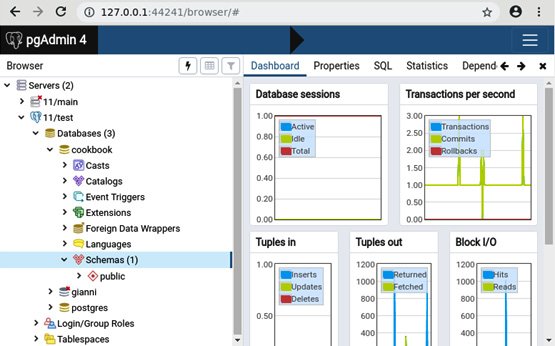 127.0.0.1:44241/browser/#
pgAdmin 4
Browser
Dashboard Properties SQL Statistics Depend
Servers (2)
11/main
11/test
Databases (3)
cookbook
Casts
Catalogs
Event Triggers
Extensions
Foreign Data Wrappers
Languages
Schemas (1)
public
gianni
postgres
Login/Group Roles
Tablespaces
Database sessions
1.00
0.80
0.60
0.40
0.20
0.00
Active
Idle
Total
Transactions per second
3.00
2.50
2.00
1.50
1.00
0.50
0.00
Transactions
Commits
Rollbacks
Tuples in
1.00
0.50
Inserts
Updates
Deletes
Tuples out
1200
1000
800
600
400
Returned
Fetched
Block I/O
1200
1000
800
600
400
Hits
Reads